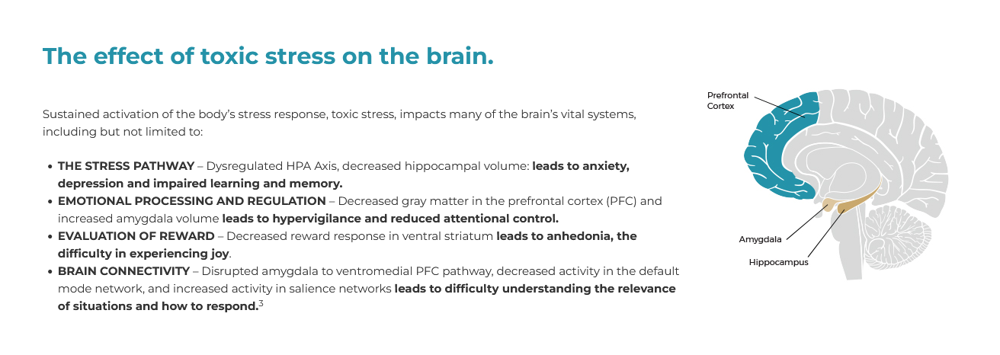 The effect of toxic stress on the brain.
Sustained activation of the body’s stress response, toxic stress, impacts many of the brain’s vital systems,
including but not limited to:
• THE STRESS PATHWAY – Dysregulated HPA Axis, decreased hippocampal volume: leads to anxiety,
depression and impaired learning and memory.
• EMOTIONAL PROCESSING AND REGULATION – Decreased gray matter in the prefrontal cortex (PFC) and
increased amygdala volume leads to hypervigilance and reduced attentional control.
• EVALUATION OF REWARD – Decreased reward response in ventral striatum leads to anhedonia, the
difficulty in experiencing joy.
• BRAIN CONNECTIVITY – Disrupted amygdala to ventromedial PFC pathway, decreased activity in the default
mode network, and increased activity in salience networks leads to difficulty understanding the relevance
of situations and how to respond.3
Prefrontal
Cortex
Amygdala
Hippocampus